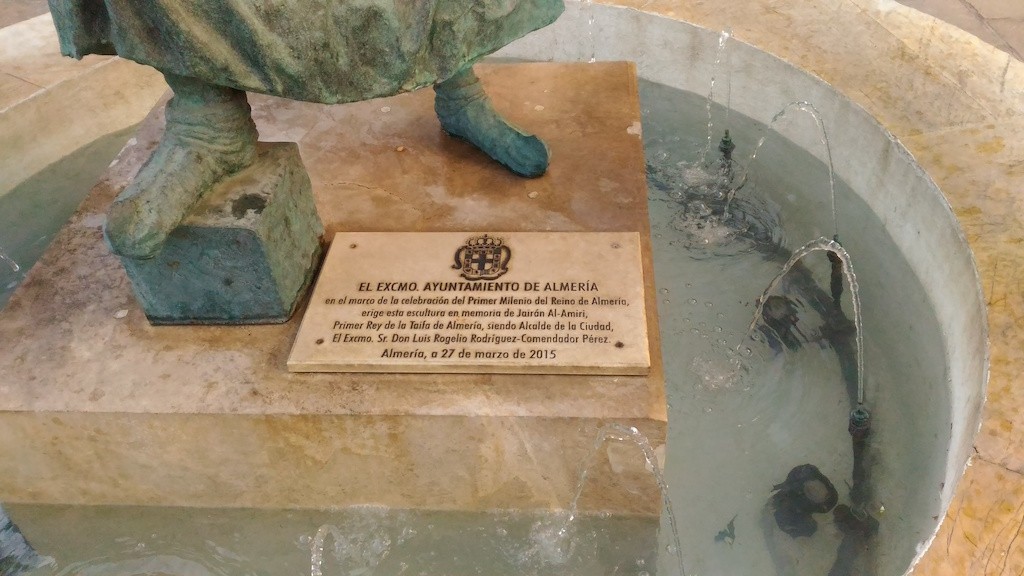 EL EXCMO. AYUNTAMIENTO DE ALMERÍA
en el marco de la celebración del Primer Milenio del Reino de Almería,
erige esta escultura en memoria de Jairán Al-Amiri,
Primer Rey de la Taifa de Almería, siendo Alcalde de la Ciudad,
El Excmo. Sr. Don Luis Rogelio Rodríguez-Comendador Pérez.
Almería, a 27 de marzo de 2015